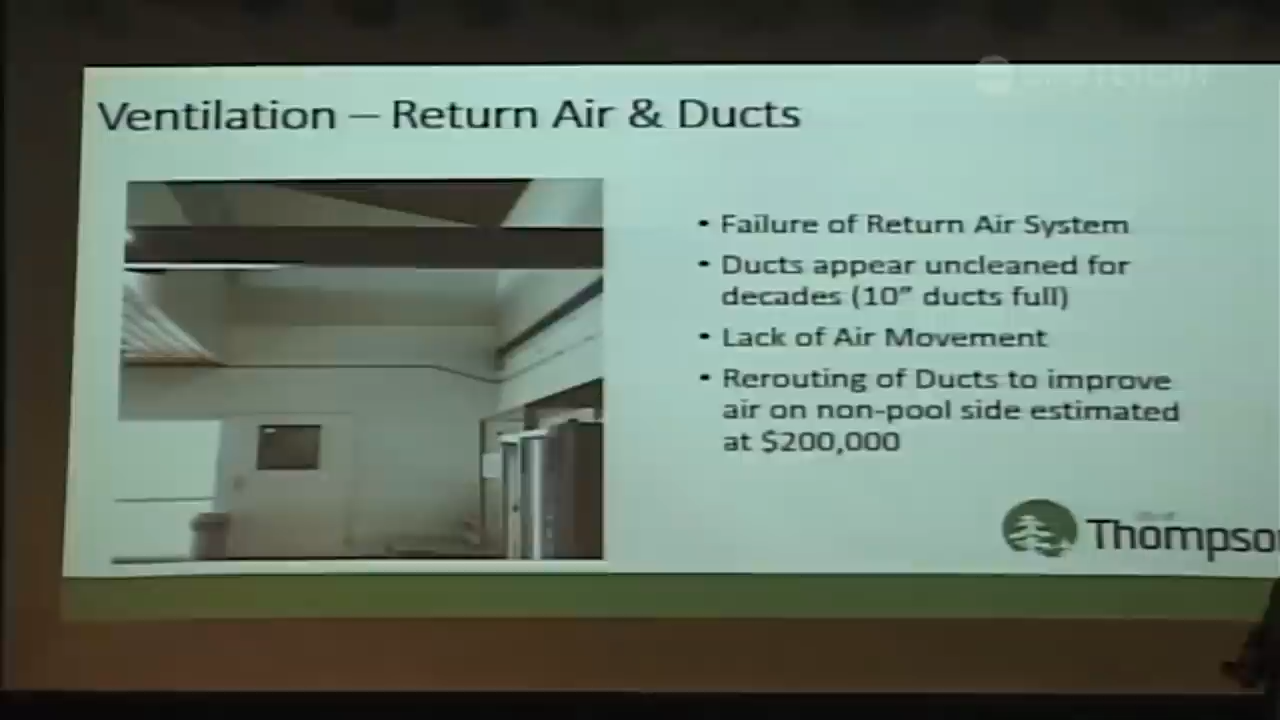 Ventilation – Return Air & Ducts
• Failure of Return Air System
• Ducts appear uncleaned for
decades (10” ducts full)
• Lack of Air Movement
• Rerouting of Ducts to improve
air on non-pool side estimated
at $200,000
Thompso